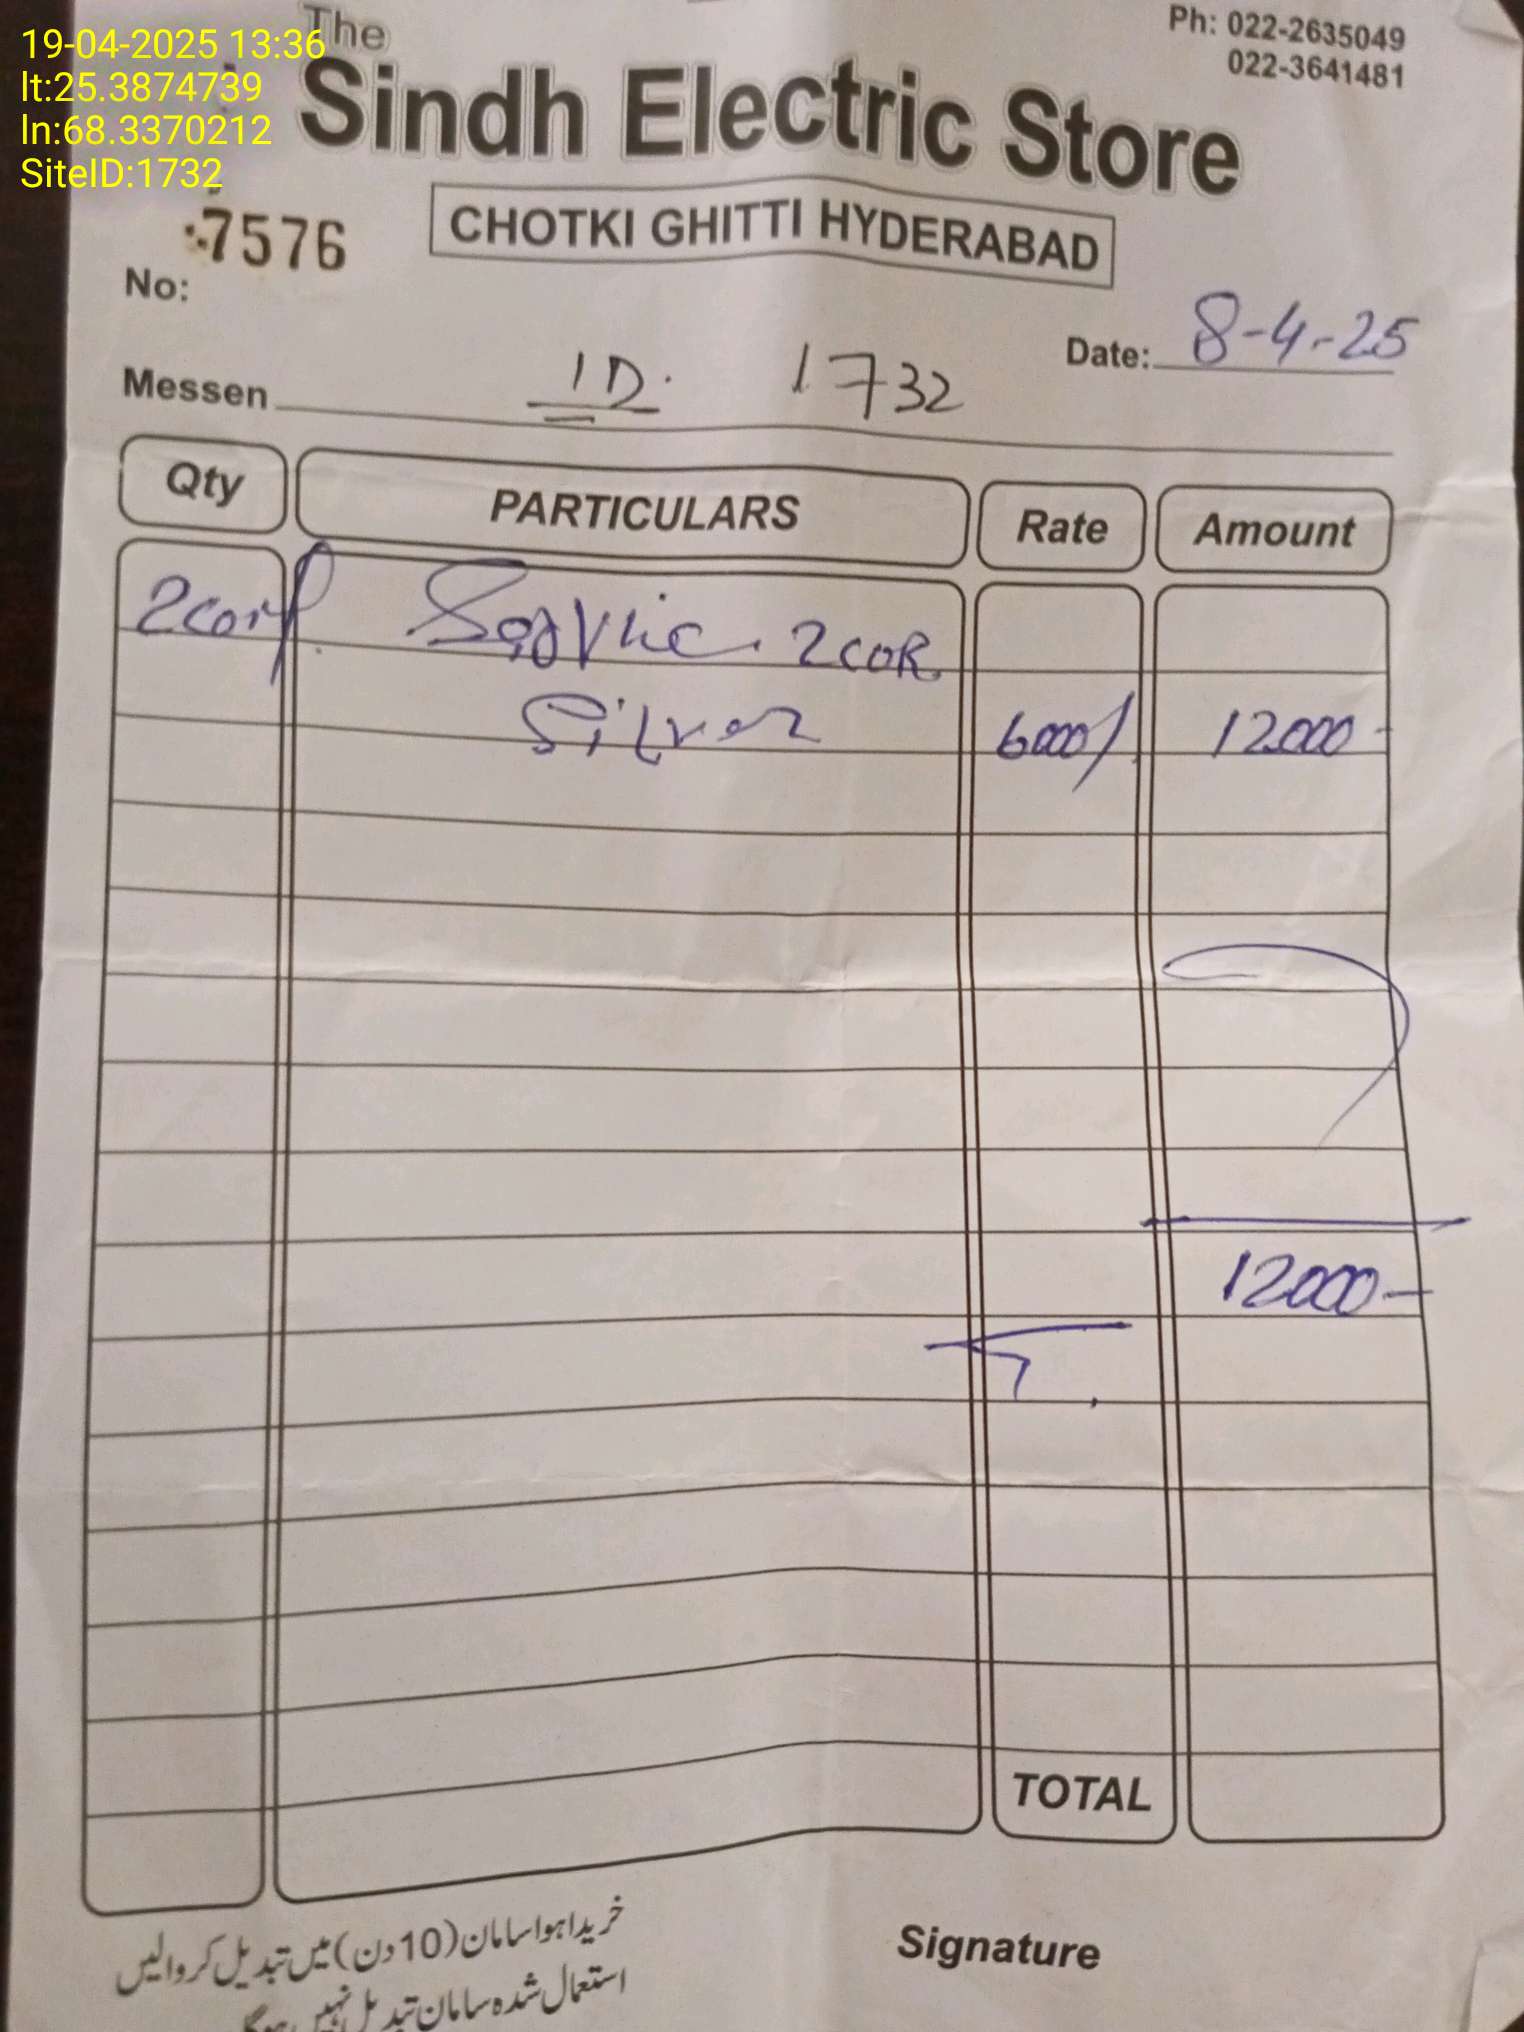 19-04-2025 13:36
lt:25.3874739
ln:68.3370212
SiteID:1732
The
Sindh Electric Store
Ph: 022-2635049
022-3641481
CHOTKI GHITTI HYDERABAD
7576
No:
Date: 8-4-25
Messen ID. 1732
Qty PARTICULARS Rate Amount
2 2COR
Silver 6000/ 12000-
12000-
TOTAL
خریدا ہوا سامان (10 دن) میں تبدیل کروالیں
استعمال شدہ سامان تبدیل نہیں ہوگا
Signature